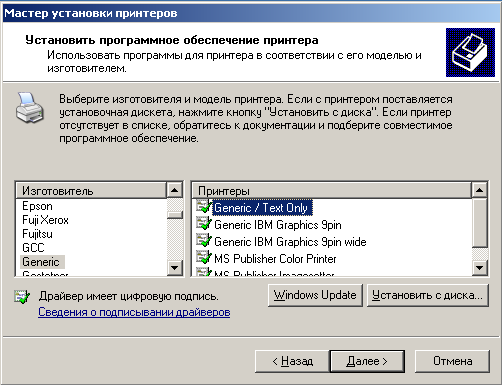 Мастер установки принтеров
Установить программное обеспечение принтера
Использовать программы для принтера в соответствии с его моделью и
изготовителем.
Выберите изготовителя и модель принтера. Если с принтером поставляется
установочная дискета, нажмите кнопку "Установить с диска". Если принтер
отсутствует в списке, обратитесь к документации и подберите совместимое
программное обеспечение.
Изготовитель
Epson
Fuji Xerox
Fujitsu
GCC
Generic
Gestetner
Принтеры
Generic / Text Only
Generic IBM Graphics 9pin
Generic IBM Graphics 9pin wide
MS Publisher Color Printer
MS Publisher Imagesetter
Драйвер имеет цифровую подпись.
Сведения о подписывании драйверов
Windows Update
Установить с диска...
< Назад
Далее >
Отмена